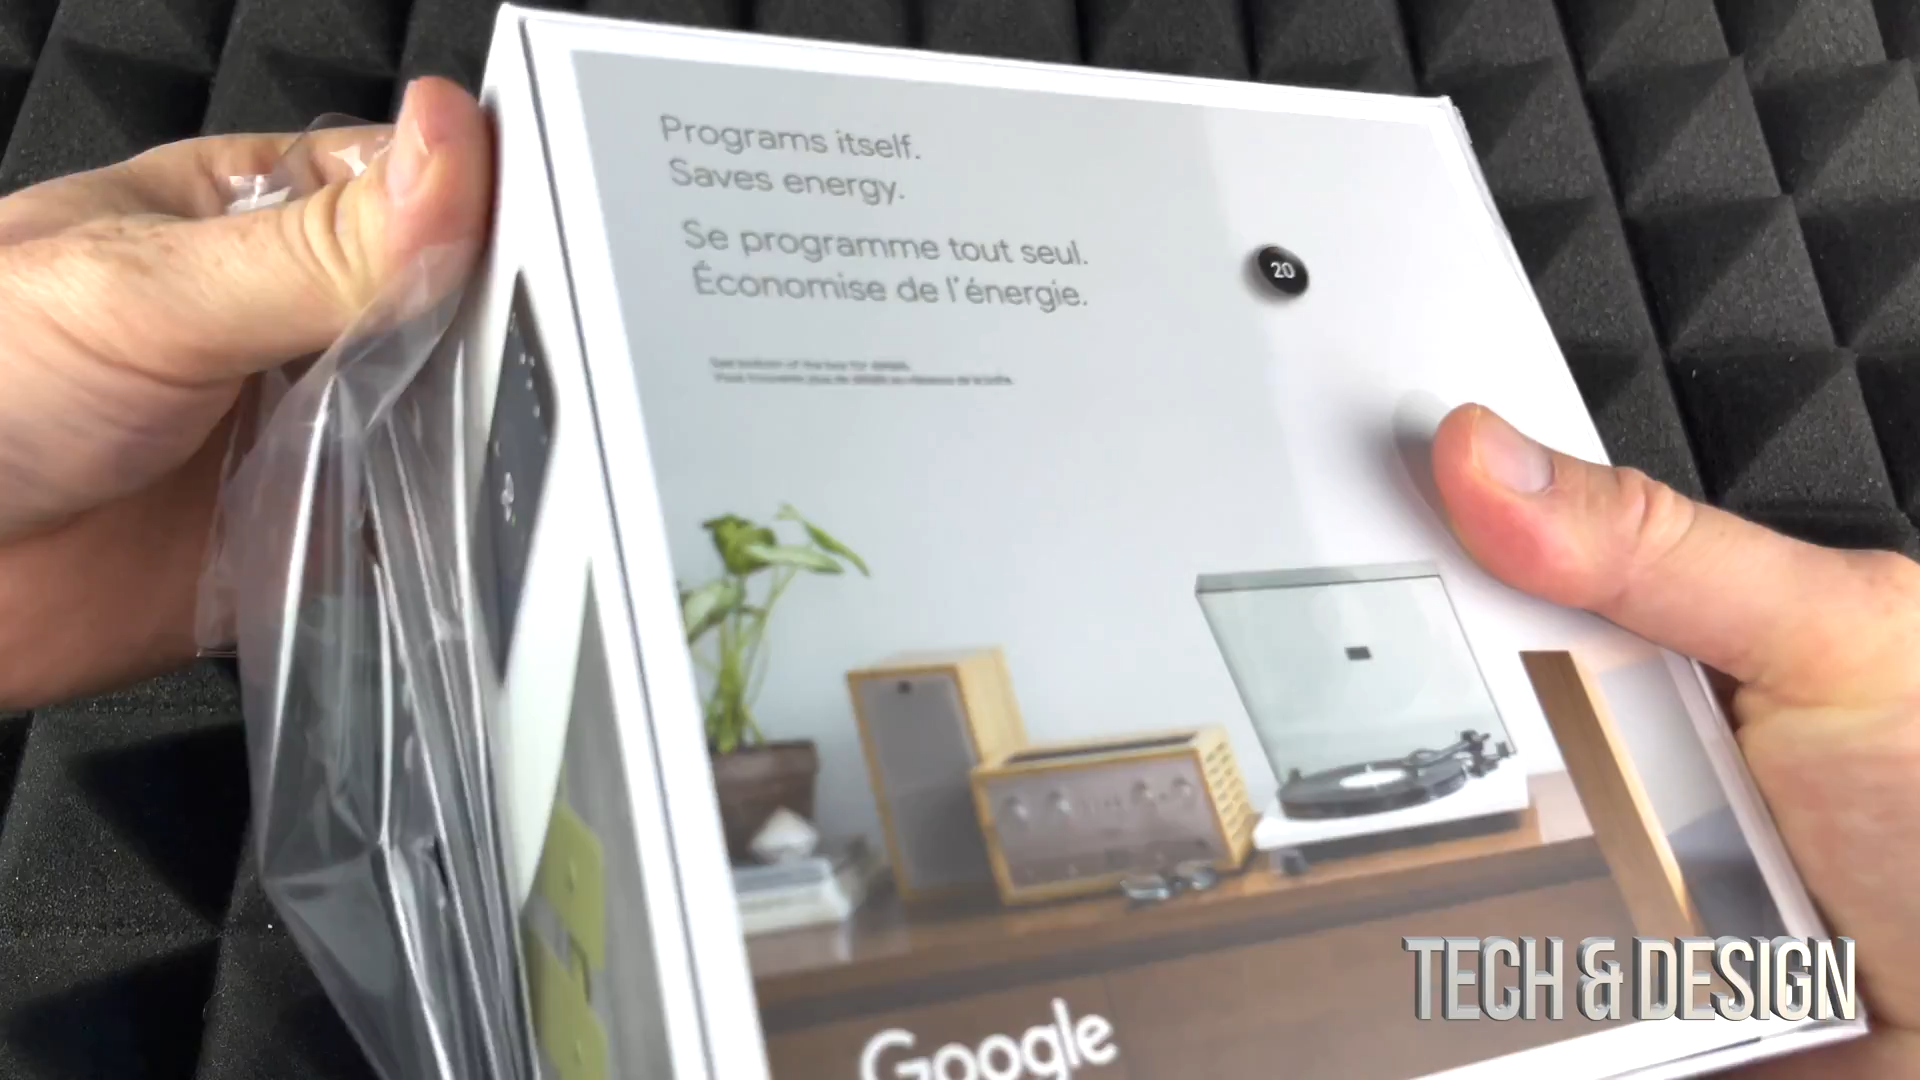 Programs itself.
Saves energy.
Se programme tout seul.
Économise de l'énergie.
20
Google
TECH & DESIGN